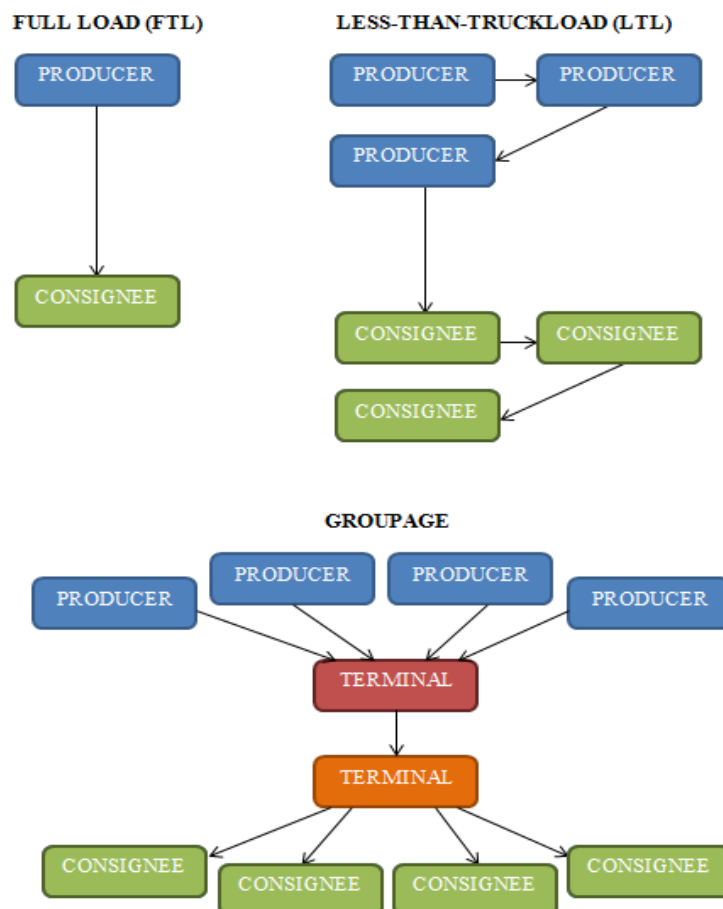 FULL LOAD (FTL)
LESS-THAN-TRUCKLOAD (LTL)
PRODUCER
PRODUCER
PRODUCER
PRODUCER
CONSIGNEE
CONSIGNEE
CONSIGNEE
CONSIGNEE
GROUPAGE
PRODUCER
PRODUCER
PRODUCER
PRODUCER
TERMINAL
TERMINAL
CONSIGNEE
CONSIGNEE
CONSIGNEE
CONSIGNEE